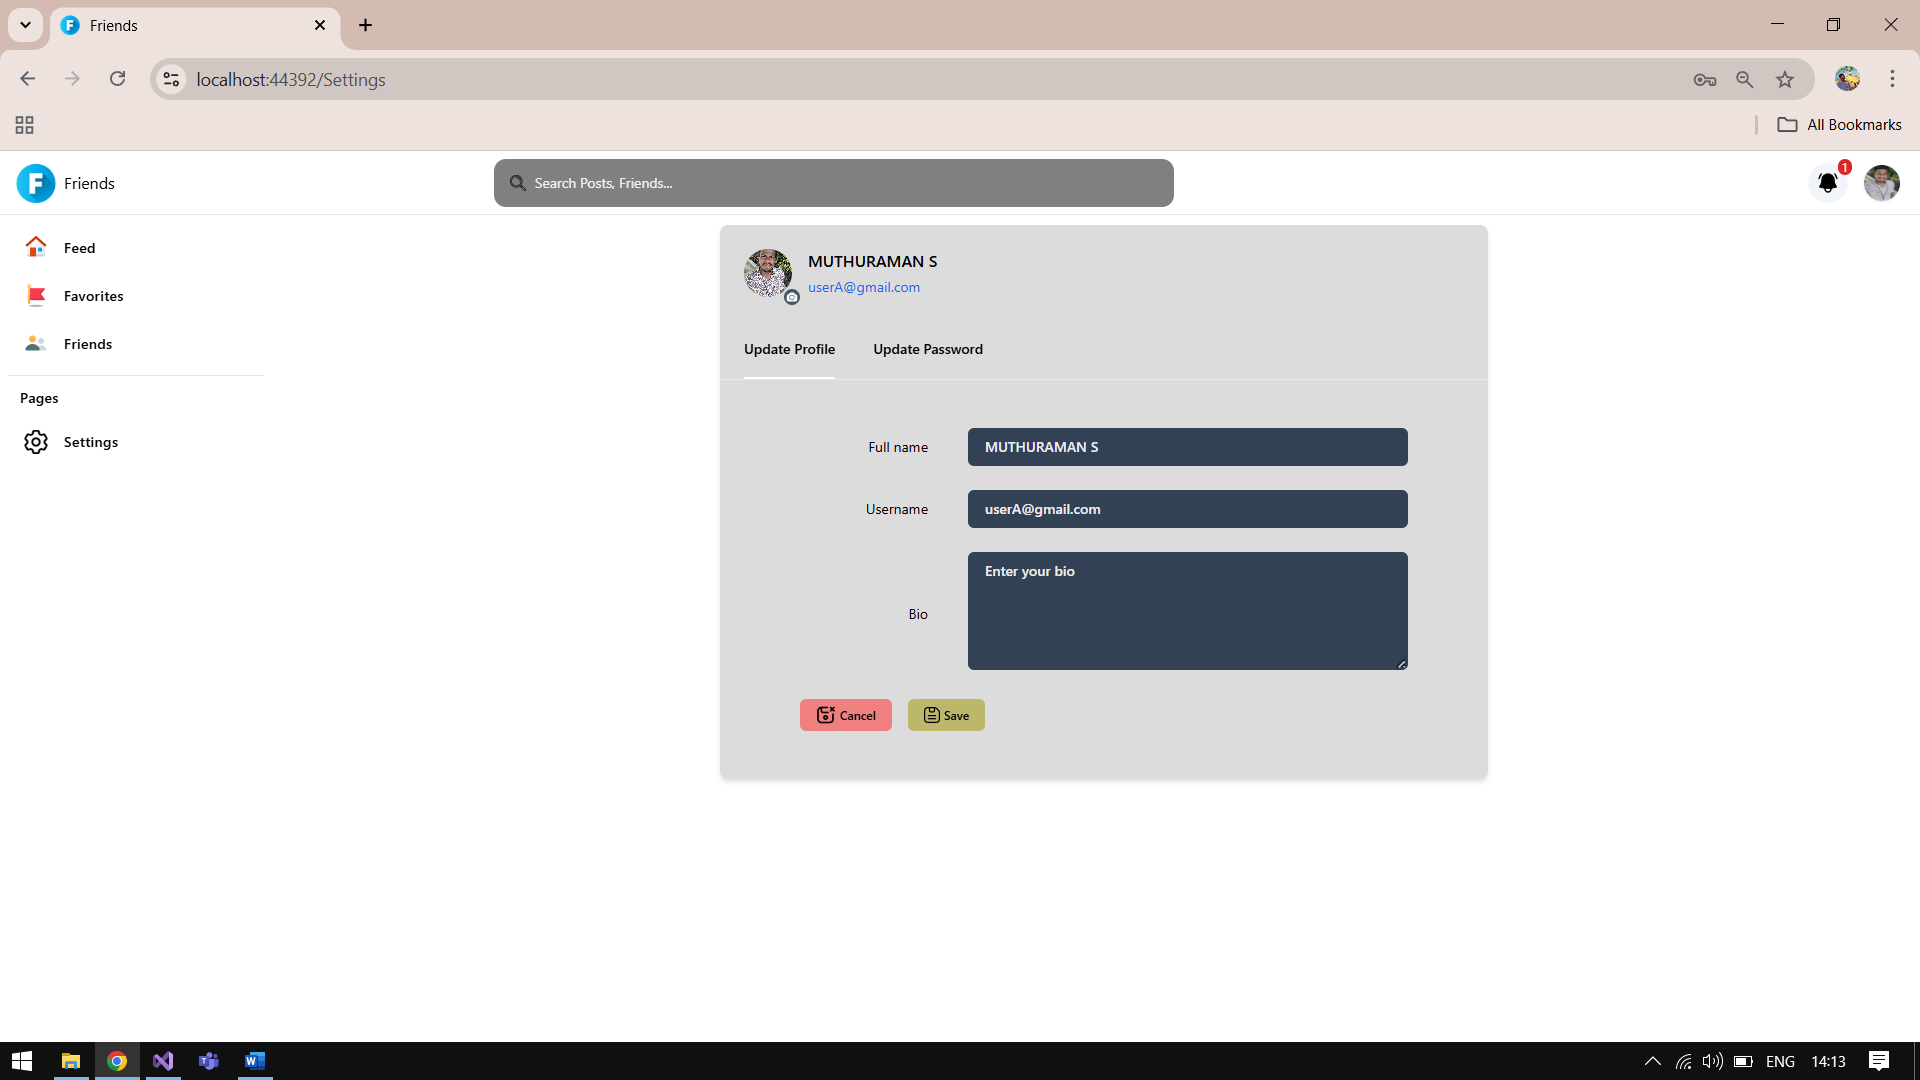 Friends
localhost:44392/Settings
All Bookmarks
F Friends
Search Posts, Friends...
1
Feed
Favorites
Friends
Pages
Settings
MUTHURAMAN S
userA@gmail.com
Update Profile Update Password
Full name MUTHURAMAN S
Username userA@gmail.com
Bio Enter your bio
Cancel Save
ENG 14:13